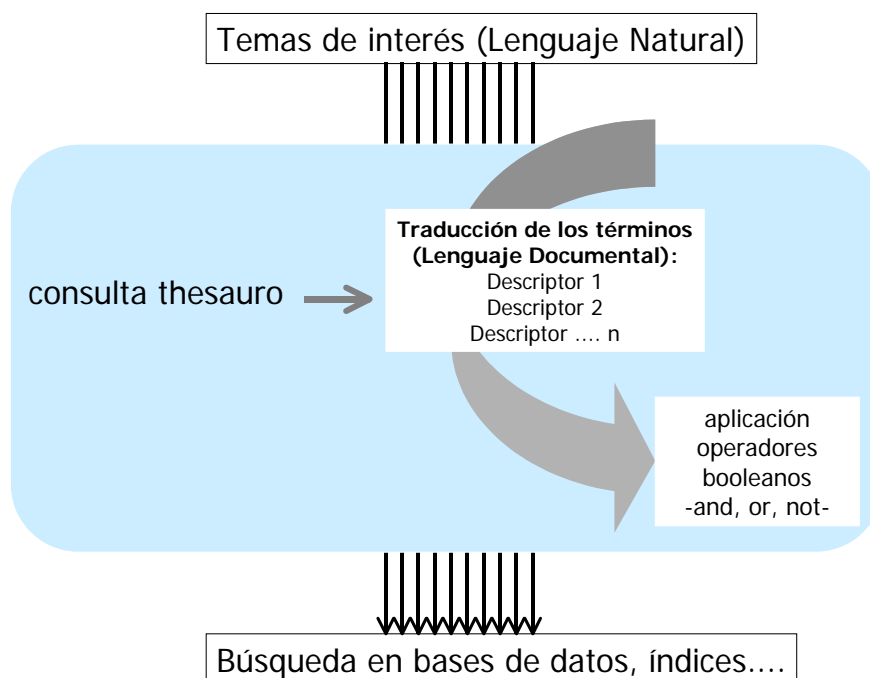 Temas de interés (Lenguaje Natural)
Traducción de los términos
(Lenguaje Documental):
Descriptor 1
Descriptor 2
Descriptor .... n
consulta thesauro
aplicación
operadores
booleanos
-and, or, not-
Búsqueda en bases de datos, índices....